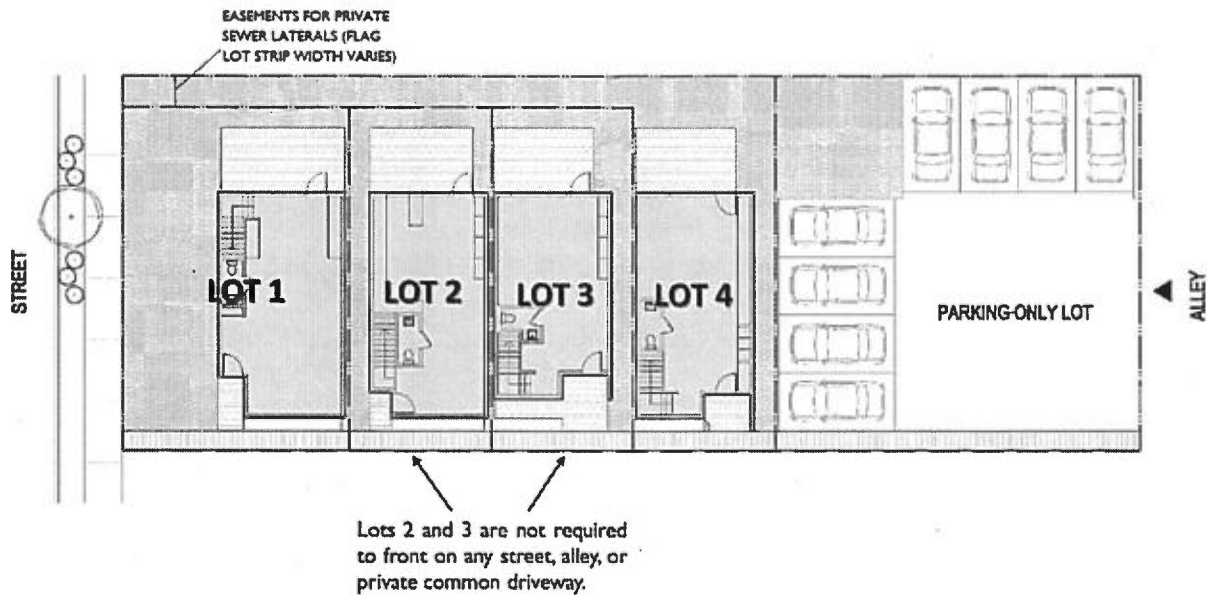 EASEMENTS FOR PRIVATE
SEWER LATERALS (FLAG
LOT STRIP WIDTH VARIES)
STREET
LOT 1
LOT 2
LOT 3
LOT 4
PARKING-ONLY LOT
ALLEY
Lots 2 and 3 are not required
to front on any street, alley, or
private common driveway.